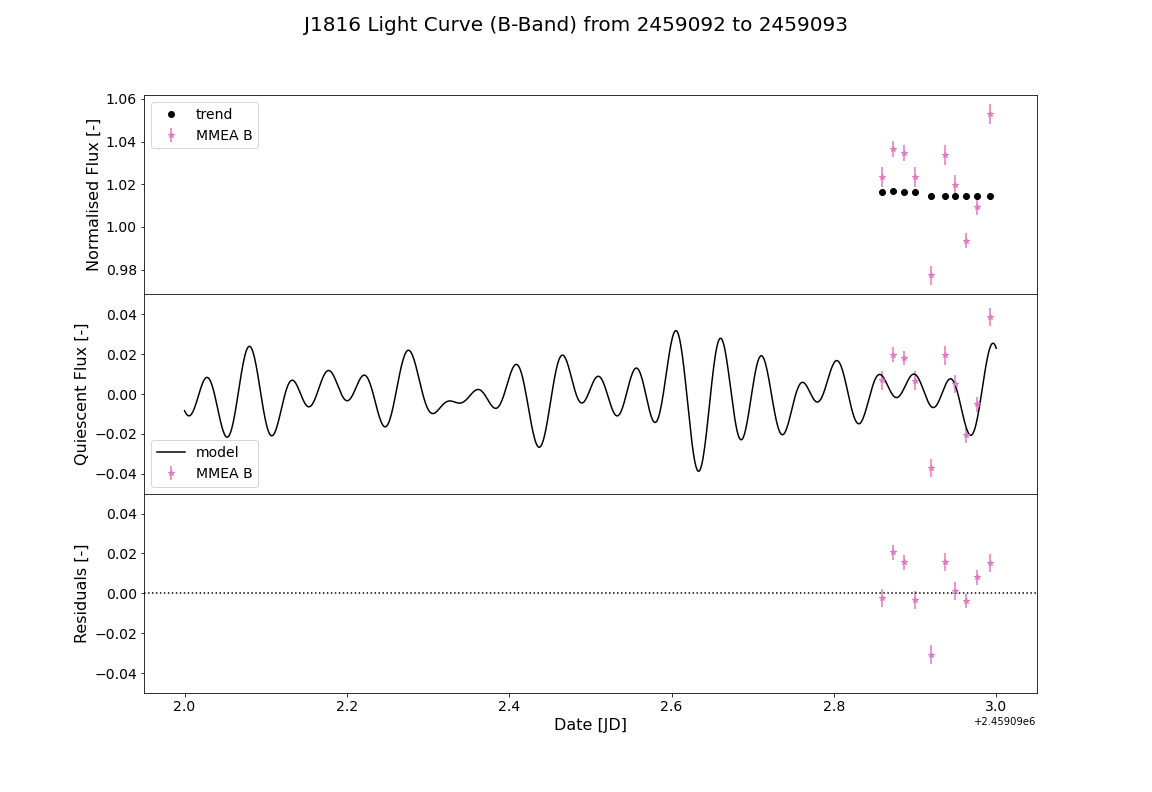 J1816 Light Curve (B-Band) from 2459092 to 2459093
1.06
1.04
1.02
1.00
0.98
Normalised Flux [-]
trend
MMEA B
0.04
0.02
0.00
−0.02
−0.04
Quiescent Flux [-]
model
MMEA B
0.04
0.02
0.00
−0.02
−0.04
Residuals [-]
2.0
2.2
2.4
2.6
2.8
3.0
+2.45909e6
Date [JD]